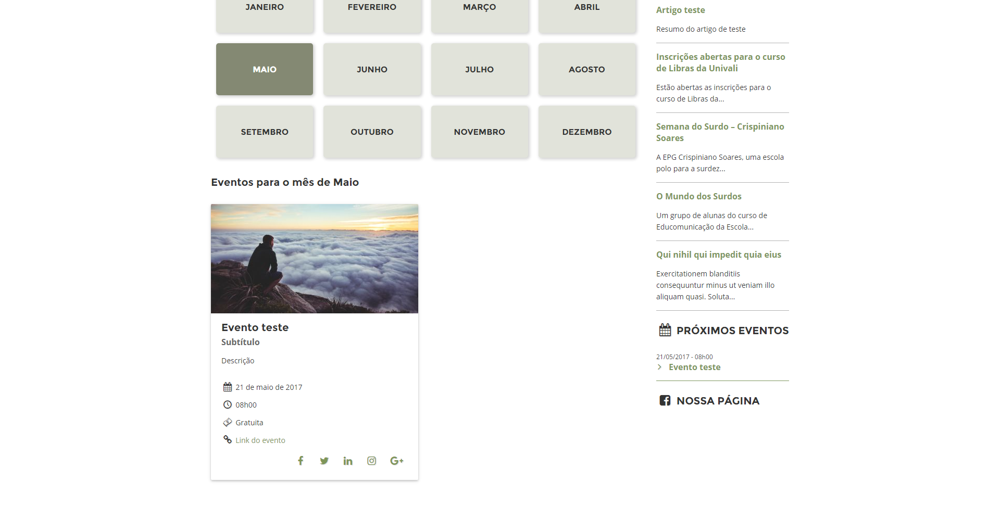 JANEIRO
FEVEREIRO
MARÇO
ABRIL
MAIO
JUNHO
JULHO
AGOSTO
SETEMBRO
OUTUBRO
NOVEMBRO
DEZEMBRO
Eventos para o mês de Maio
Evento teste
Subtítulo
Descrição
21 de maio de 2017
08h00
Gratuita
Link do evento
Artigo teste
Resumo do artigo de teste
Inscrições abertas para o curso
de Libras da Univali
Estão abertas as inscrições para o
curso de Libras da...
Semana do Surdo – Crispiniano
Soares
A EPG Crispiniano Soares, uma escola
polo para a surdez...
O Mundo dos Surdos
Um grupo de alunas do curso de
Educomunicação da Escola...
Qui nihil qui impedit quia eius
Exercitationem blanditiis
consequuntur minus ut veniam illo
aliquam quasi. Soluta...
PRÓXIMOS EVENTOS
21/05/2017 - 08h00
Evento teste
NOSSA PÁGINA